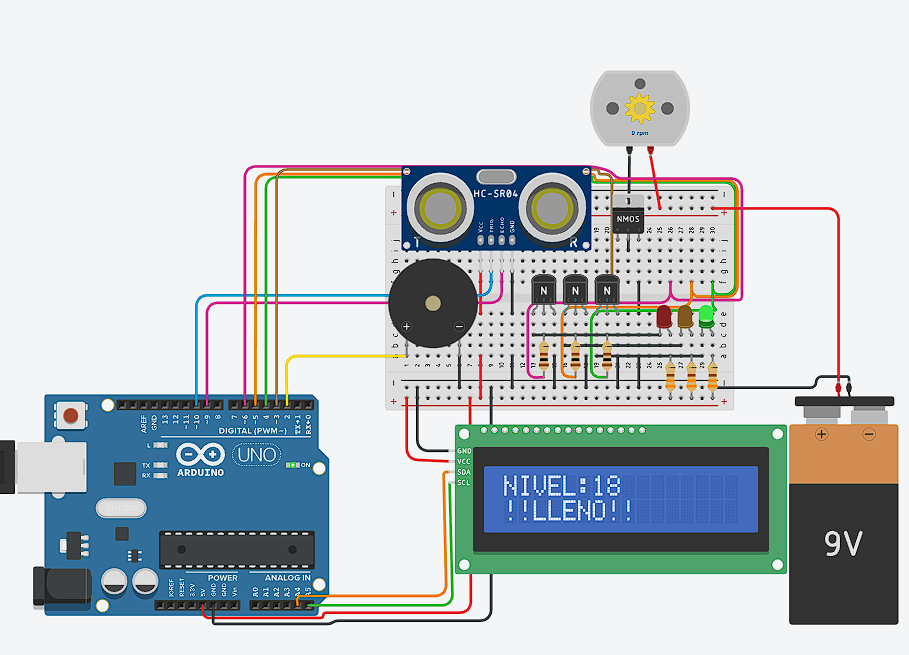 0 rpm
HC-SR04
VCC
TRIG
ECHO
GND
T
R
NMOS
N
N
N
AREF
GND
13
12
~11
~10
~9
8
7
~6
~5
4
~3
2
TX→1
RX←0
DIGITAL (PWM~)
L
TX
RX
ARDUINO
UNO
ON
POWER
ANALOG IN
IOREF
RESET
3.3V
5V
GND
GND
Vin
A0
A1
A2
A3
A4
A5
GND
VCC
SDA
SCL
NIVEL:18
!!LLENO!!
9V